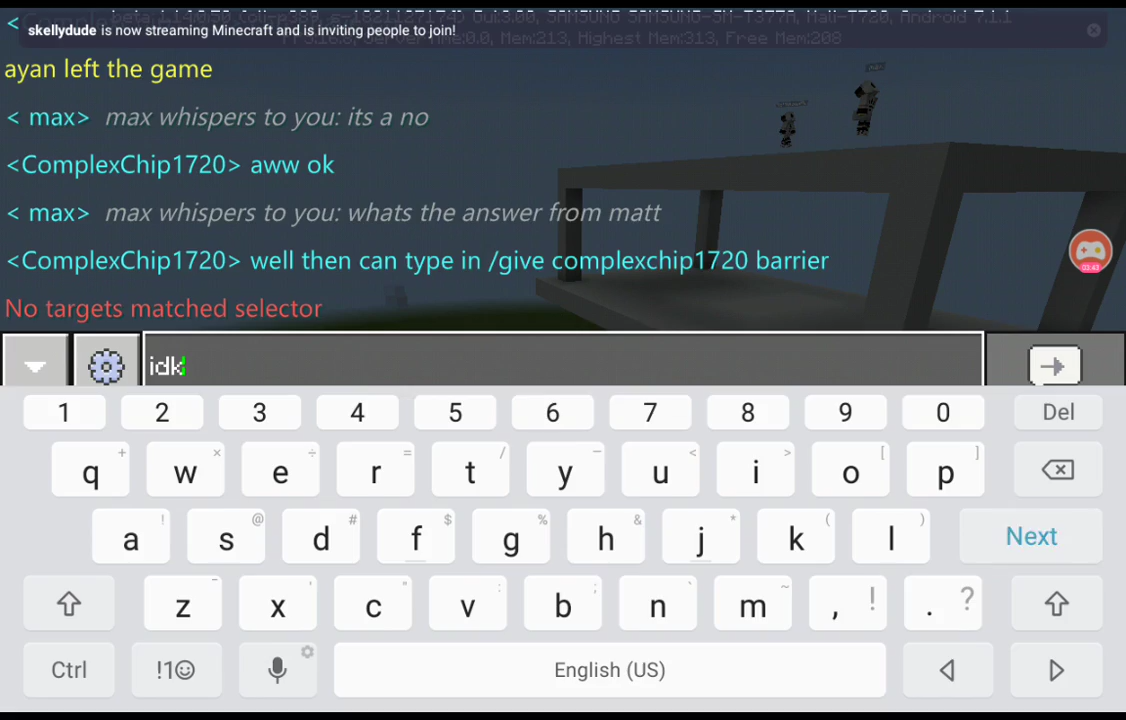 skellydude is now streaming Minecraft and is inviting people to join!
ayan left the game
< max> max whispers to you: its a no
<ComplexChip1720> aww ok
< max> max whispers to you: whats the answer from matt
<ComplexChip1720> well then can type in /give complexchip1720 barrier
No targets matched selector
03:43
idk
1 2 3 4 5 6 7 8 9 0 Del
q w e r t y u i o p
a s d f g h j k l Next
z x c v b n m , ! . ?
Ctrl !1☺ English (US)